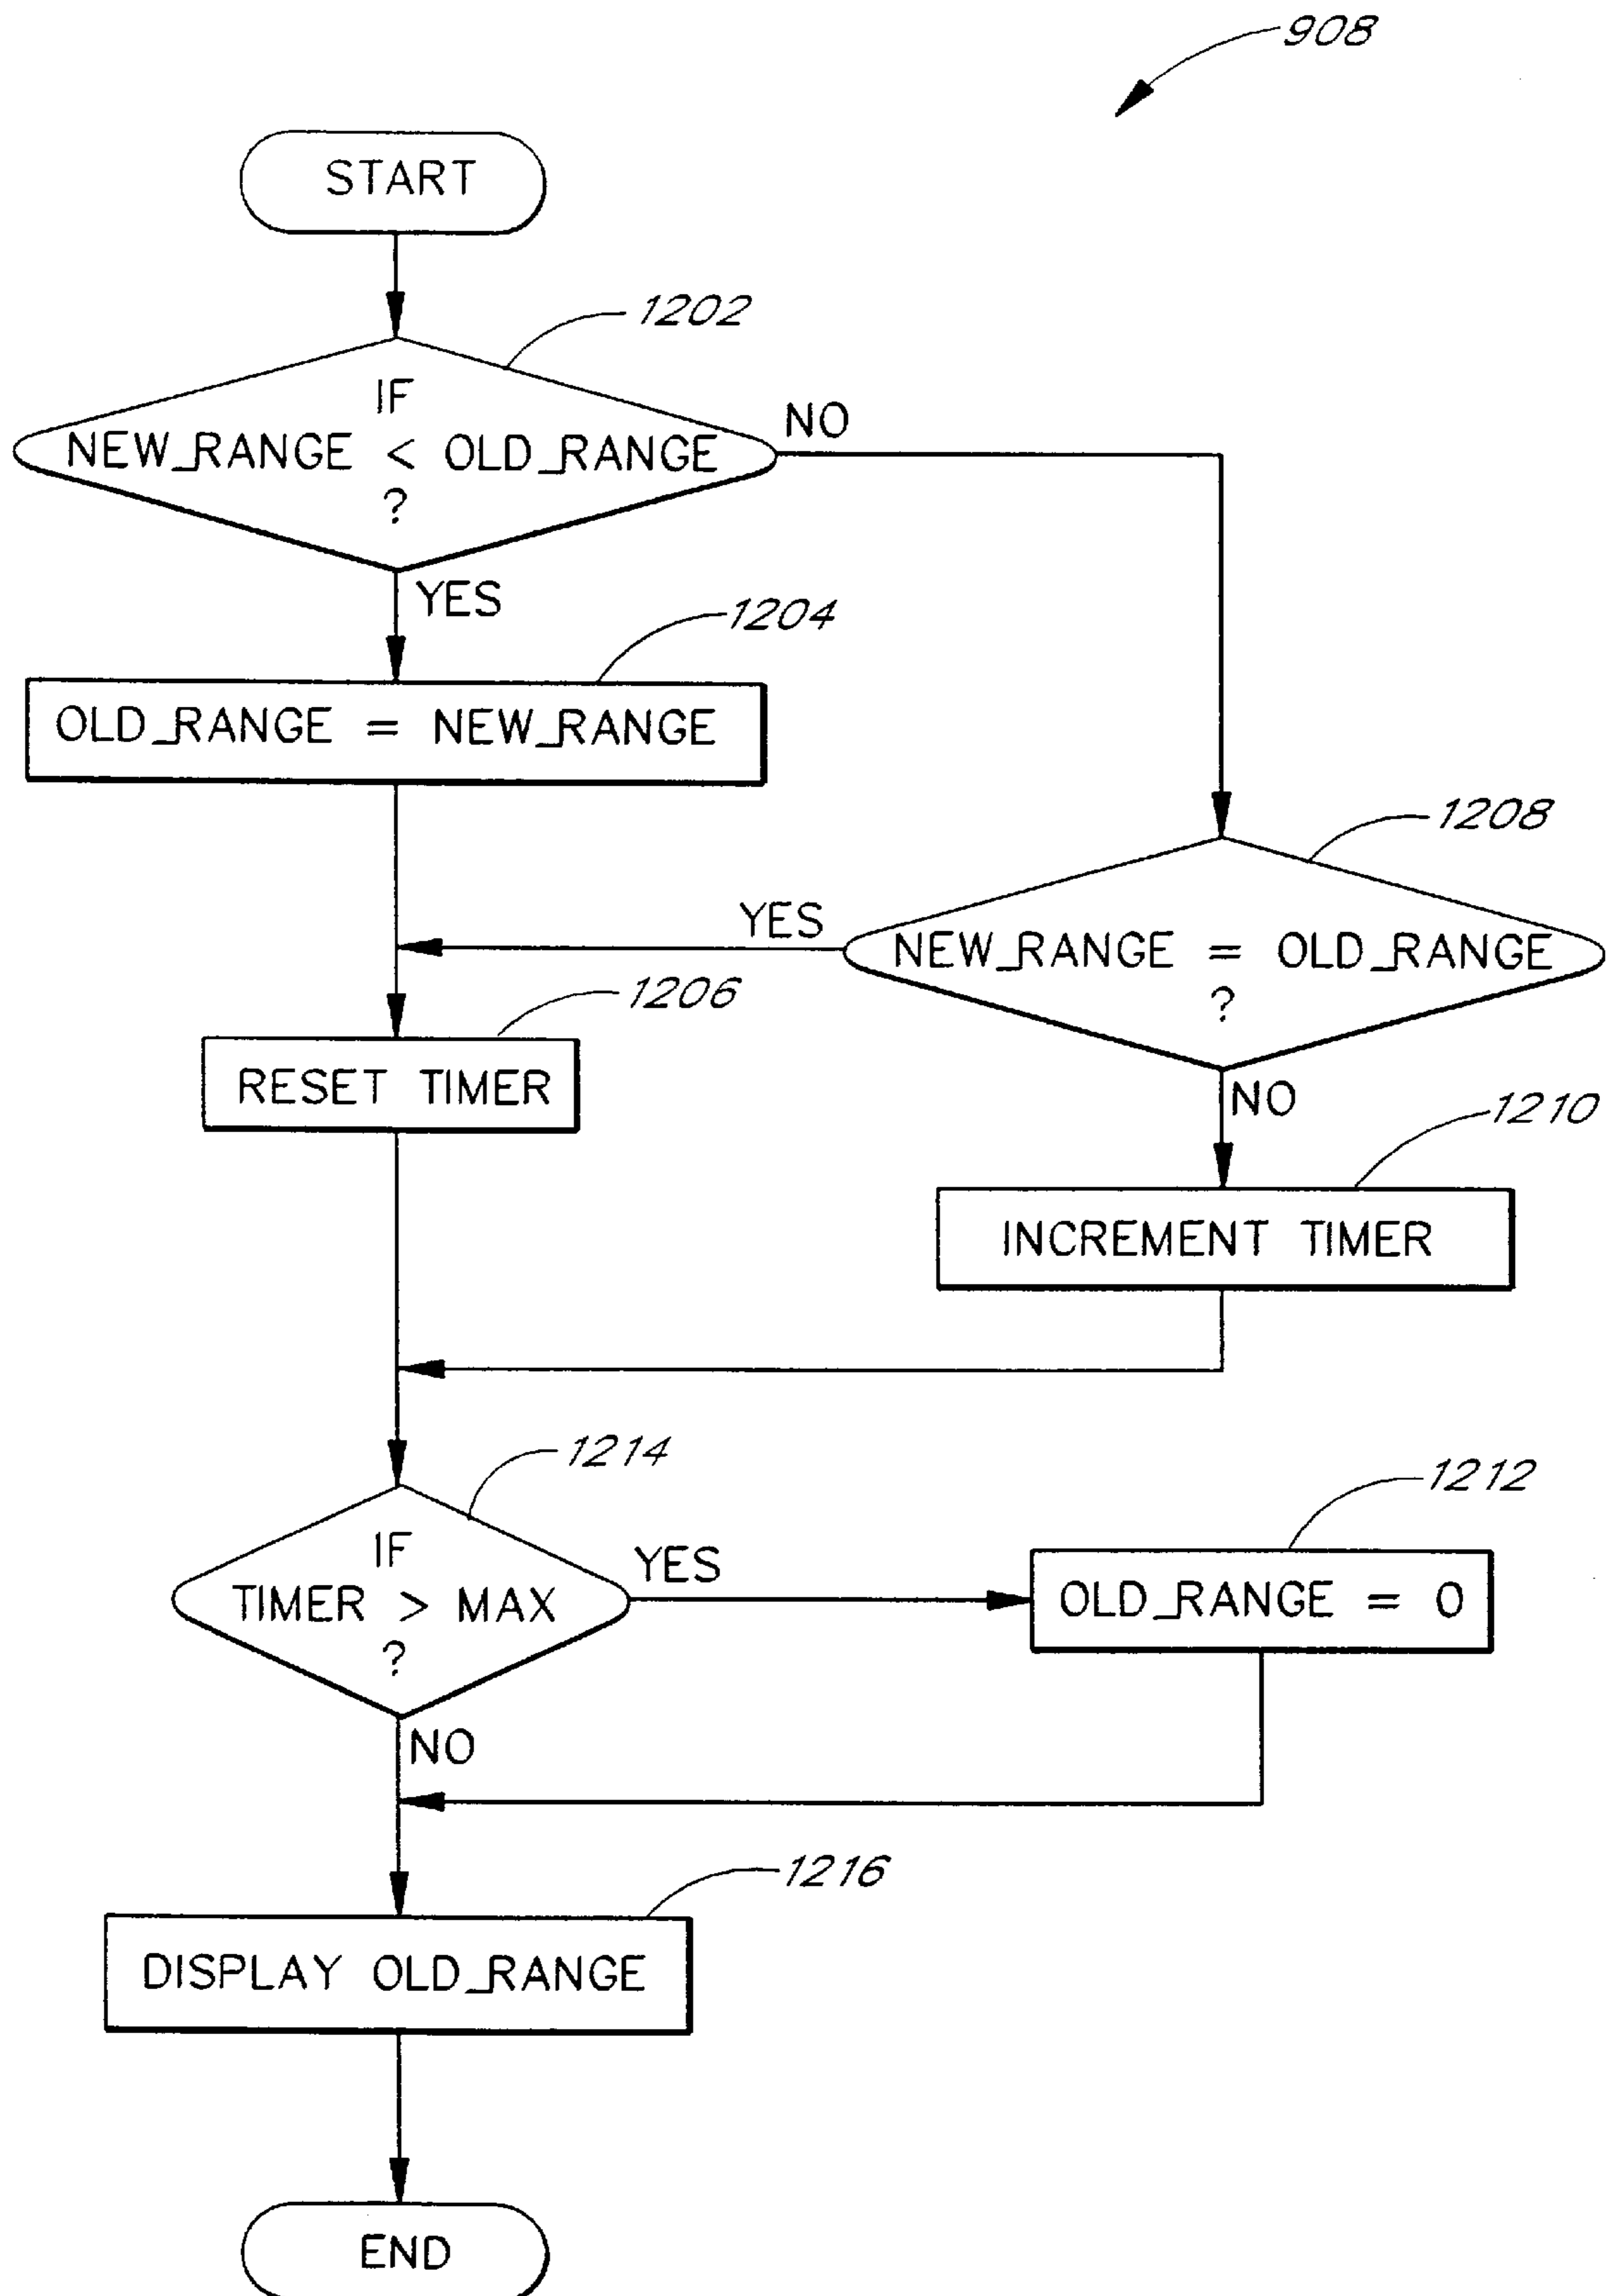 908
START
1202
IF
NEW_RANGE < OLD_RANGE
?
NO
YES
1204
OLD_RANGE = NEW_RANGE
1208
YES
NEW_RANGE = OLD_RANGE
?
1206
RESET TIMER
NO
1210
INCREMENT TIMER
1214
IF
TIMER > MAX
?
YES
1212
OLD_RANGE = 0
NO
1216
DISPLAY OLD_RANGE
END